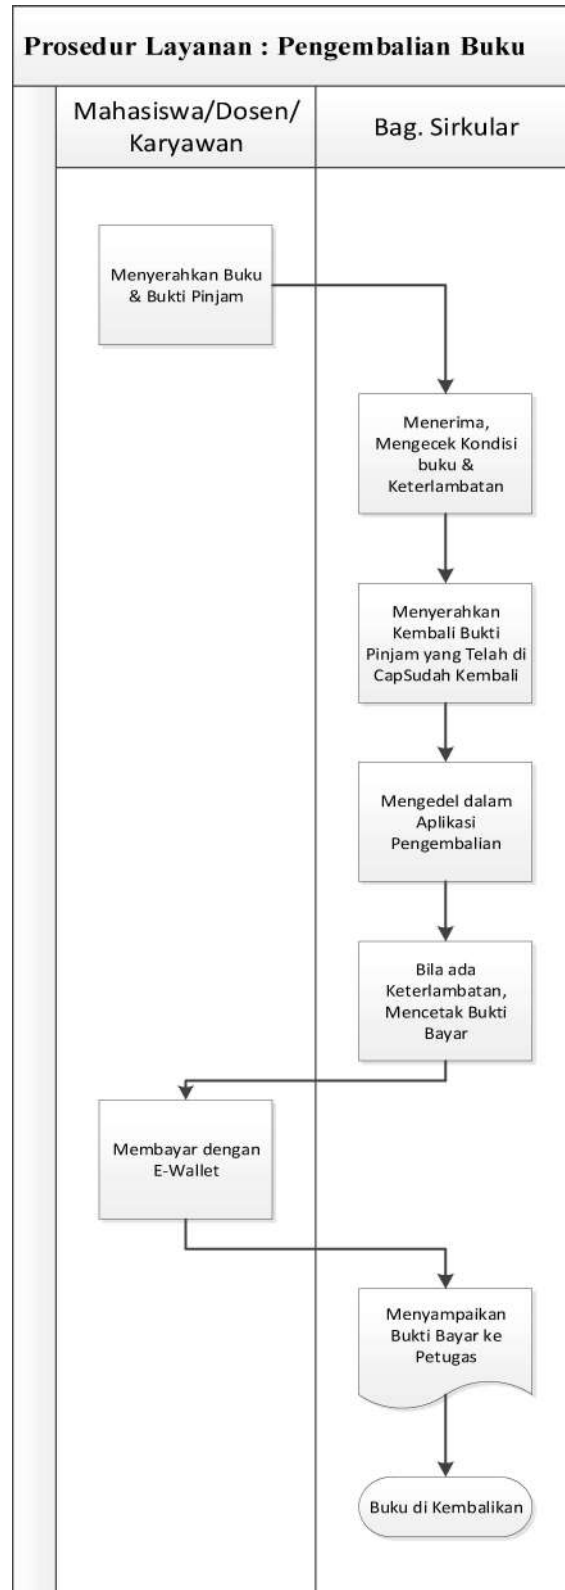 Prosedur Layanan : Pengembalian Buku
Mahasiswa/Dosen/
Karyawan
Bag. Sirkular
Menyerahkan Buku
& Bukti Pinjam
Menerima,
Mengecek Kondisi
buku &
Keterlambatan
Menyerahkan
Kembali Bukti
Pinjam yang Telah di
CapSudah Kembali
Mengedel dalam
Aplikasi
Pengembalian
Bila ada
Keterlambatan,
Mencetak Bukti
Bayar
Membayar dengan
E-Wallet
Menyampaikan
Bukti Bayar ke
Petugas
Buku di Kembalikan